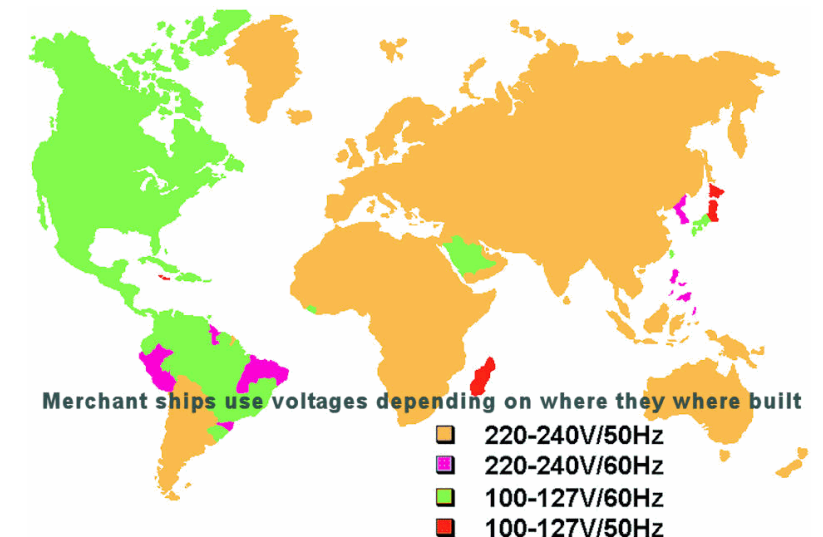 Merchant ships use voltages depending on where they where built
220-240V/50Hz
220-240V/60Hz
100-127V/60Hz
100-127V/50Hz